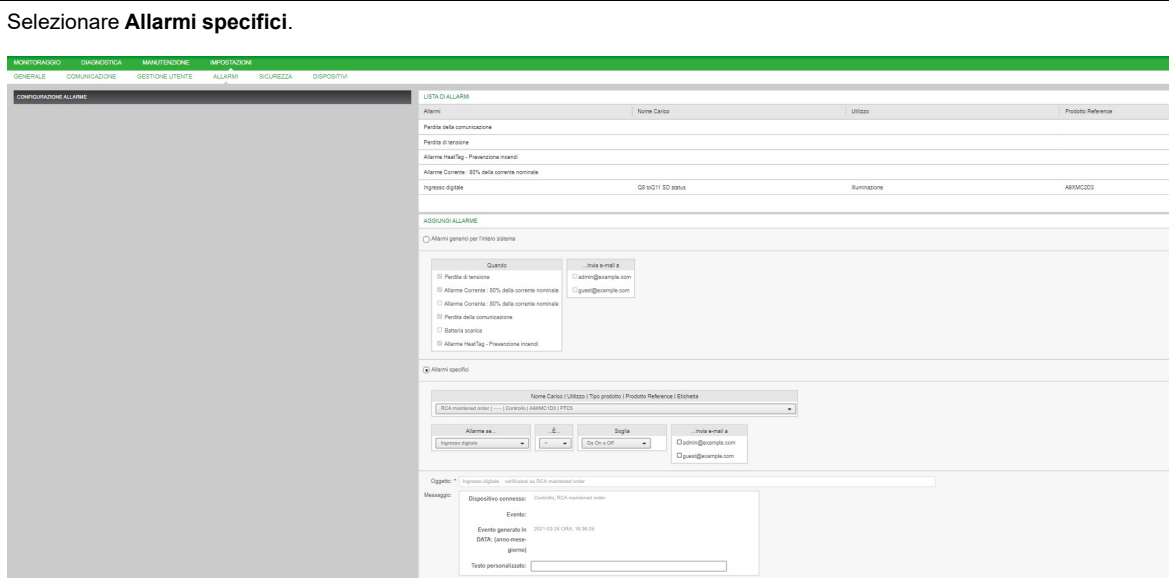 Selezionare Allarmi specifici.
MONITORAGGIO DIAGNOSTICA MANUTENZIONE IMPOSTAZIONI
GENERALE COMUNICAZIONE GESTIONE UTENTE ALLARMI SICUREZZA DISPOSITIVI
CONFIGURAZIONE ALLARME
LISTA DI ALLARMI
Allarmi Nome Carico Utilizzo Prodotto Reference
Perdita della comunicazione
Perdita di tensione
Allarme HeatTag - Prevenzione incendi
Allarme Corrente : 80% della corrente nominale
Ingresso digitale Q8 toQ11 SD status Illuminazione A9XMC2D3
AGGIUNGI ALLARME
Allarmi generici per l'intero sistema
Quando ...invia e-mail a
Perdita di tensione admin@example.com
Allarme Corrente : 80% della corrente nominale guest@example.com
Allarme Corrente : 80% della corrente nominale
Perdita della comunicazione
Batteria scarica
Allarme HeatTag - Prevenzione incendi
Allarmi specifici
Nome Carico | Utilizzo | Tipo prodotto | Prodotto Reference | Etichetta
RCA maintened order | ---- | Controllo | A9XMC1D3 | PTC5
Allarme se... ...È... Soglia ...invia e-mail a
Ingresso digitale = Da On a Off admin@example.com
guest@example.com
Oggetto: * Ingresso digitale verificatosi su RCA maintened order
Messaggio:
Dispositivo connesso: Controllo, RCA maintened order
Evento:
Evento generato in 2021-03-24 ORA: 16:36:25
DATA: (anno-mese-
giorno)
Testo personalizzato: